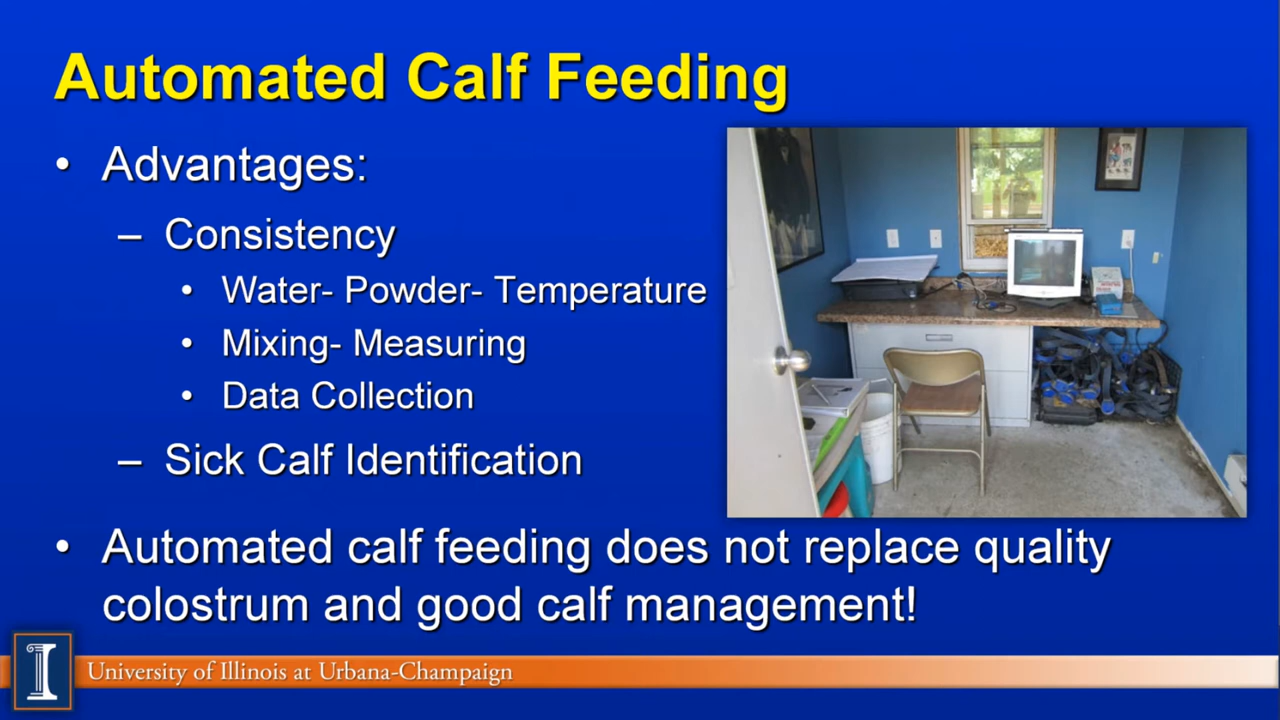 Automated Calf Feeding
• Advantages:
– Consistency
• Water- Powder- Temperature
• Mixing- Measuring
• Data Collection
– Sick Calf Identification
• Automated calf feeding does not replace quality
colostrum and good calf management!
I
University of Illinois at Urbana-Champaign